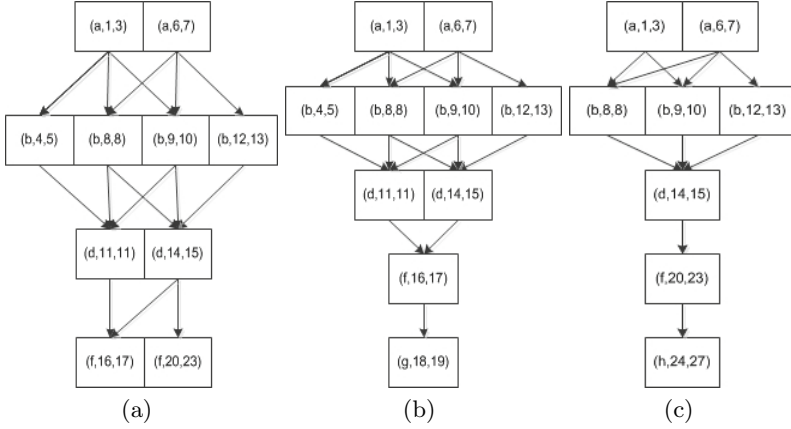 (a,1,3) (a,6,7)
(b,4,5) (b,8,8) (b,9,10) (b,12,13)
(d,11,11) (d,14,15)
(f,16,17) (f,20,23)
(a)
(a,1,3) (a,6,7)
(b,4,5) (b,8,8) (b,9,10) (b,12,13)
(d,11,11) (d,14,15)
(f,16,17)
(g,18,19)
(b)
(a,1,3) (a,6,7)
(b,8,8) (b,9,10) (b,12,13)
(d,14,15)
(f,20,23)
(h,24,27)
(c)